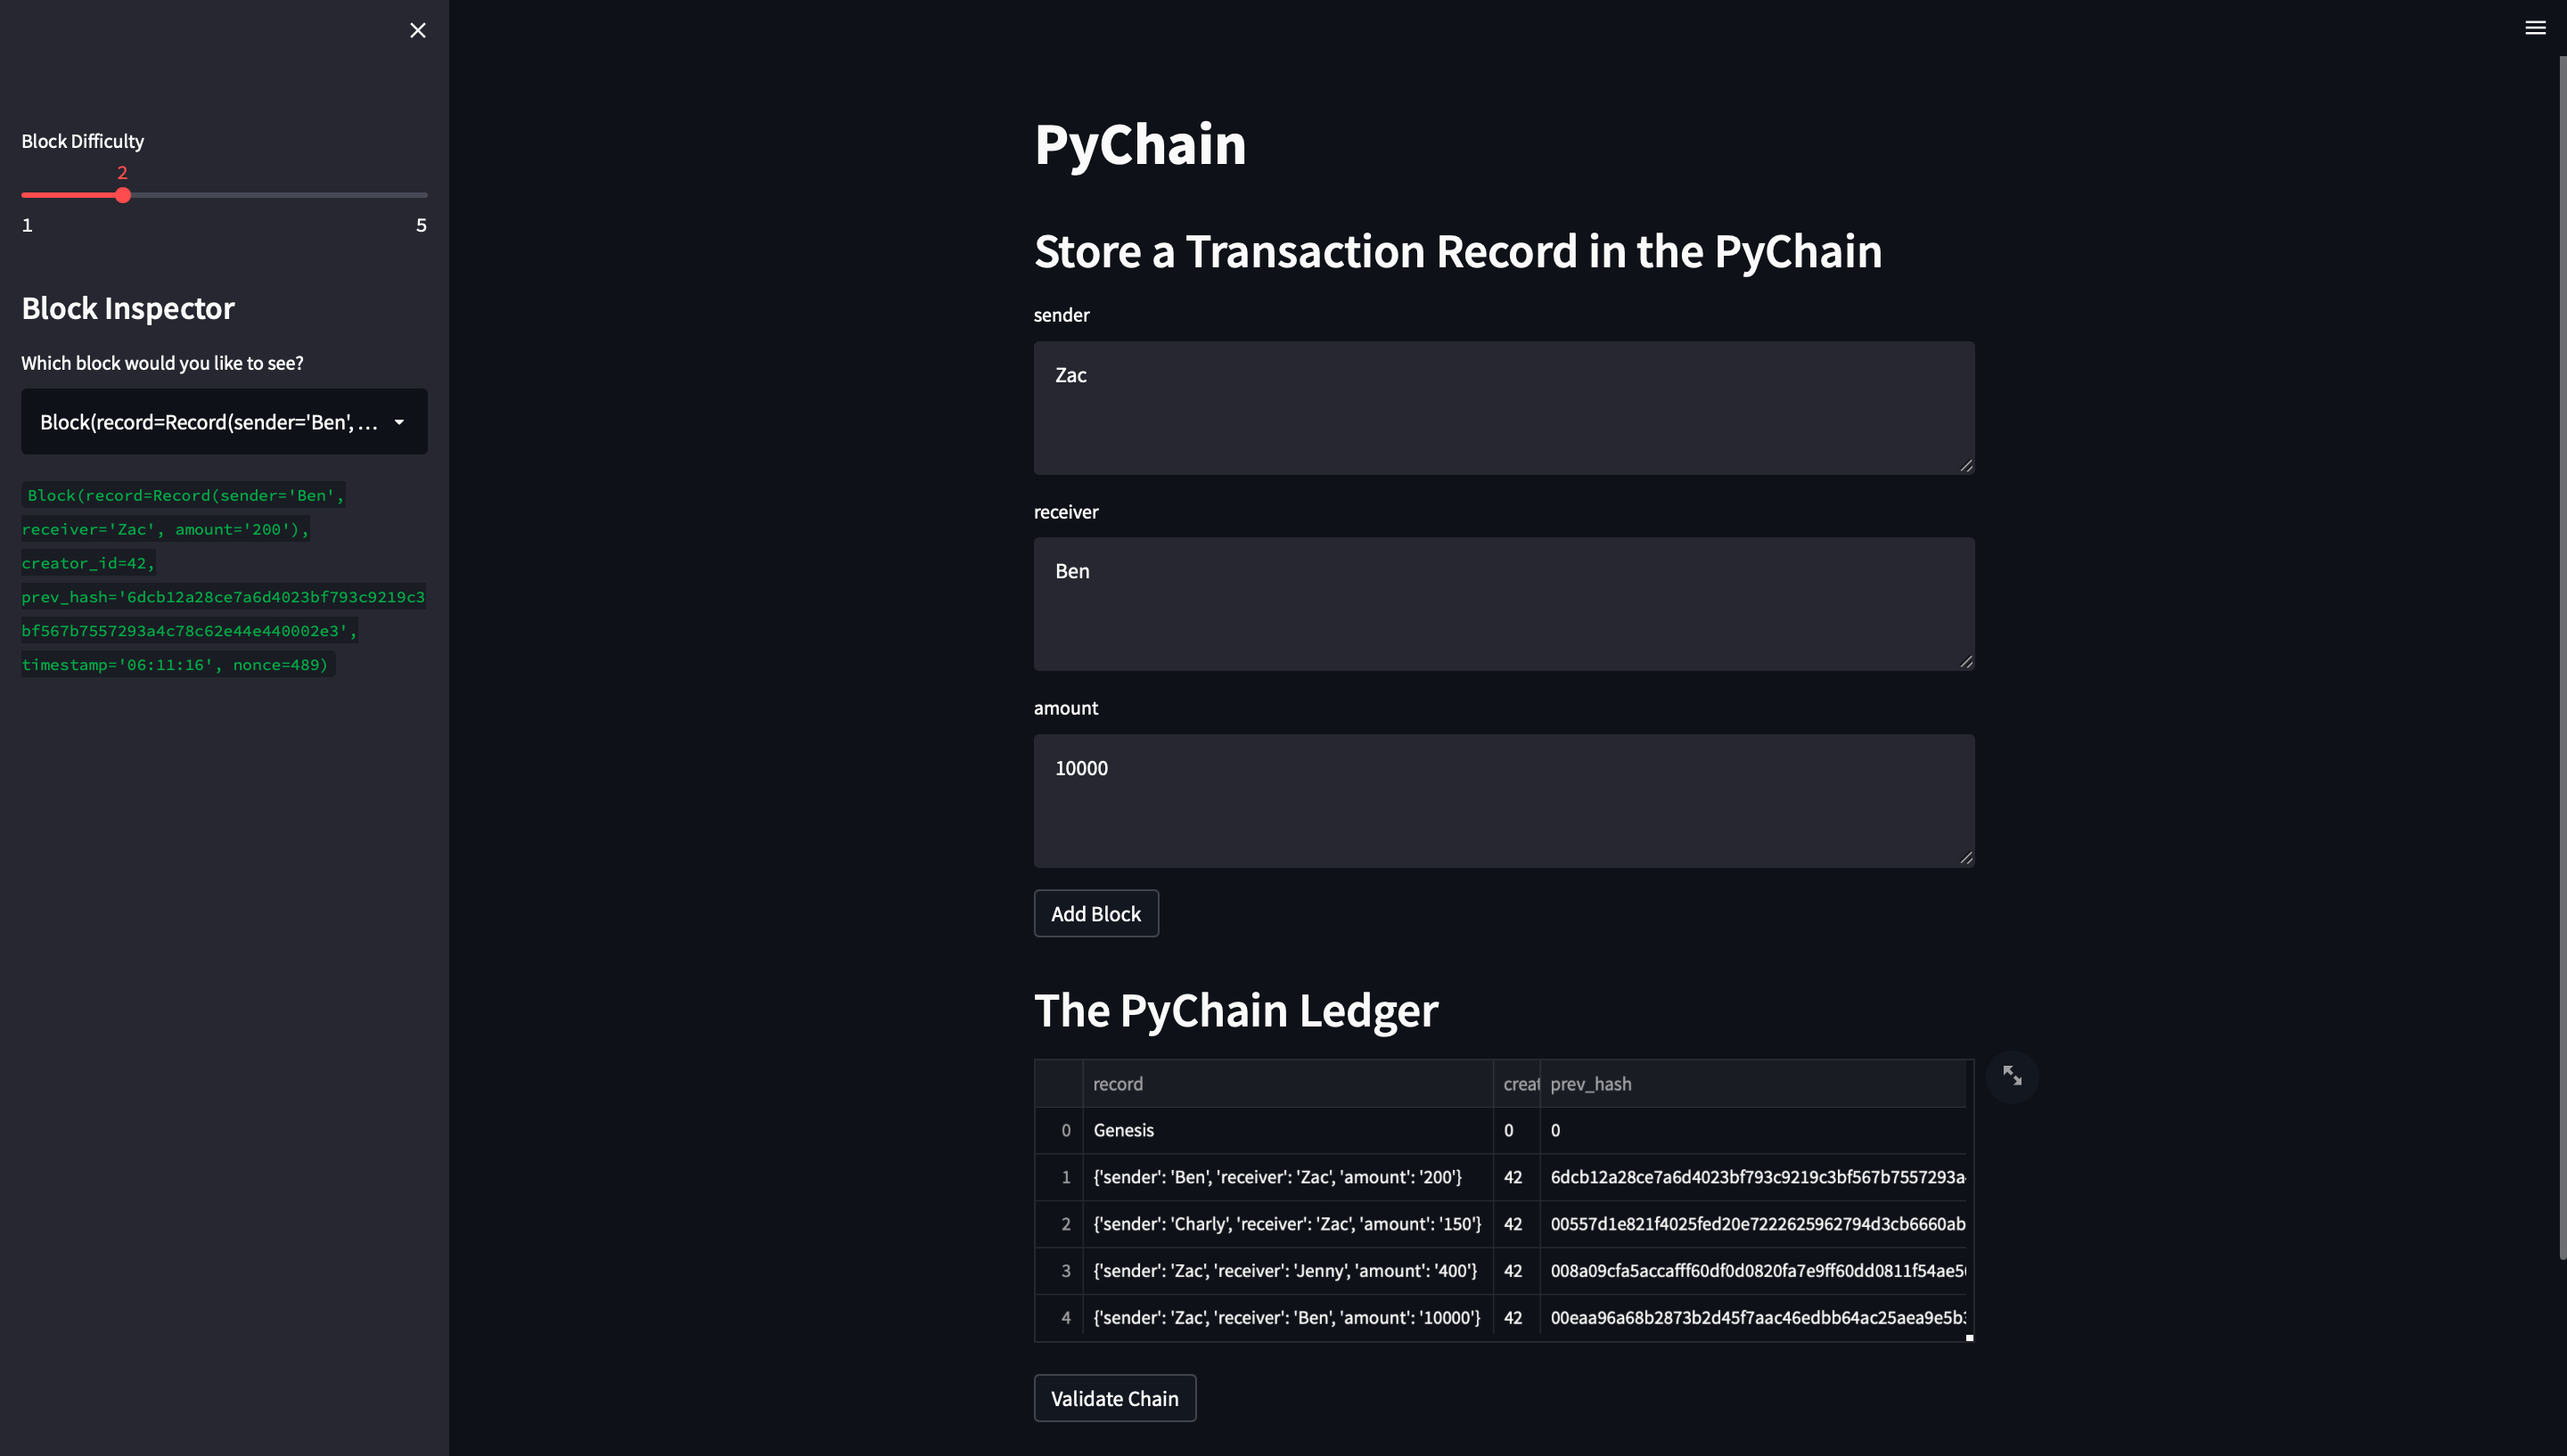 Block Difficulty
2
1 5
Block Inspector
Which block would you like to see?
Block(record=Record(sender='Ben', ...
Block(record=Record(sender='Ben',
receiver='Zac', amount='200'),
creator_id=42,
prev_hash='6dcb12a28ce7a6d4023bf793c9219c3
bf567b7557293a4c78c62e44e440002e3',
timestamp='06:11:16', nonce=489)
PyChain
Store a Transaction Record in the PyChain
sender
Zac
receiver
Ben
amount
10000
Add Block
The PyChain Ledger
record creat prev_hash
0 Genesis 0 0
1 {'sender': 'Ben', 'receiver': 'Zac', 'amount': '200'} 42 6dcb12a28ce7a6d4023bf793c9219c3bf567b7557293a
2 {'sender': 'Charly', 'receiver': 'Zac', 'amount': '150'} 42 00557d1e821f4025fed20e7222625962794d3cb6660ab
3 {'sender': 'Zac', 'receiver': 'Jenny', 'amount': '400'} 42 008a09cfa5accafff60df0d0820fa7e9ff60dd0811f54ae5
4 {'sender': 'Zac', 'receiver': 'Ben', 'amount': '10000'} 42 00eaa96a68b2873b2d45f7aac46edbb64ac25aea9e5b
Validate Chain